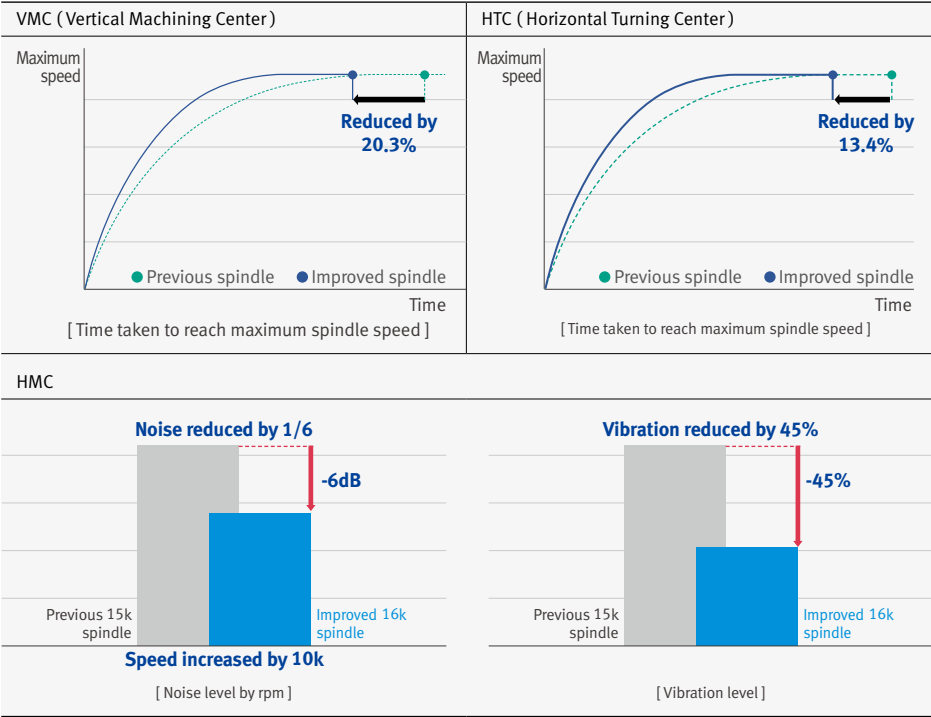 VMC ( Vertical Machining Center )
Maximum
speed
Reduced by
20.3%
Previous spindle
Improved spindle
Time
[ Time taken to reach maximum spindle speed ]
HTC ( Horizontal Turning Center )
Maximum
speed
Reduced by
13.4%
Previous spindle
Improved spindle
Time
[ Time taken to reach maximum spindle speed ]
HMC
Noise reduced by 1/6
-6dB
Previous 15k
spindle
Improved 16k
spindle
Speed increased by 10k
[ Noise level by rpm ]
Vibration reduced by 45%
-45%
Previous 15k
spindle
Improved 16k
spindle
[ Vibration level ]